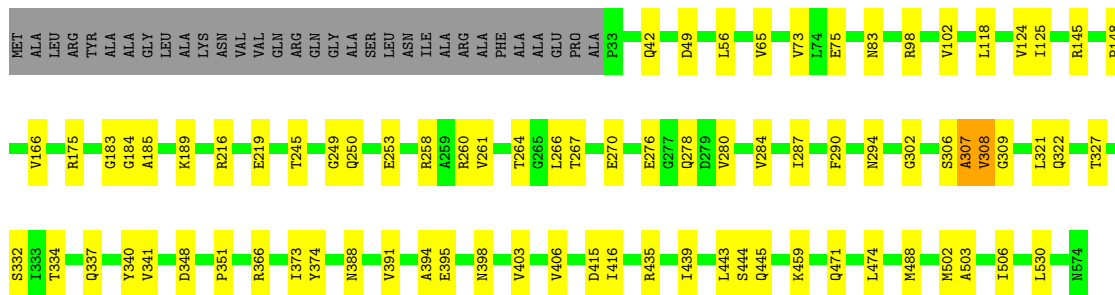 MET ALA LEU ARG TYR ALA ALA GLY LEU ALA LYS ASN VAL VAL GLN ARG GLN GLY ALA SER LEU ASN ILE ALA ARG ALA PHE ALA ALA GLU PRO ALA P33 Q42 D49 L56 V65 V73 L74 E75 N83 R98 V102 L118 V124 I125 R145
V166 R175 G183 G184 A185 K189 R216 E219 T245 G249 Q250 E253 R258 A259 R260 V261 T264 G265 L266 T267 E270 E276 G277 Q278 D279 V280 V284 I287 F290 N294 G302 S306 A307 V308 G309 L321 Q322 T327
S332 I333 T334 Q337 Y340 V341 D348 P351 R366 I373 Y374 N388 V391 A394 E395 N398 V403 V406 D415 I416 R435 I439 L443 S444 Q445 K459 Q471 L474 M488 M502 A503 I506 L530 N574